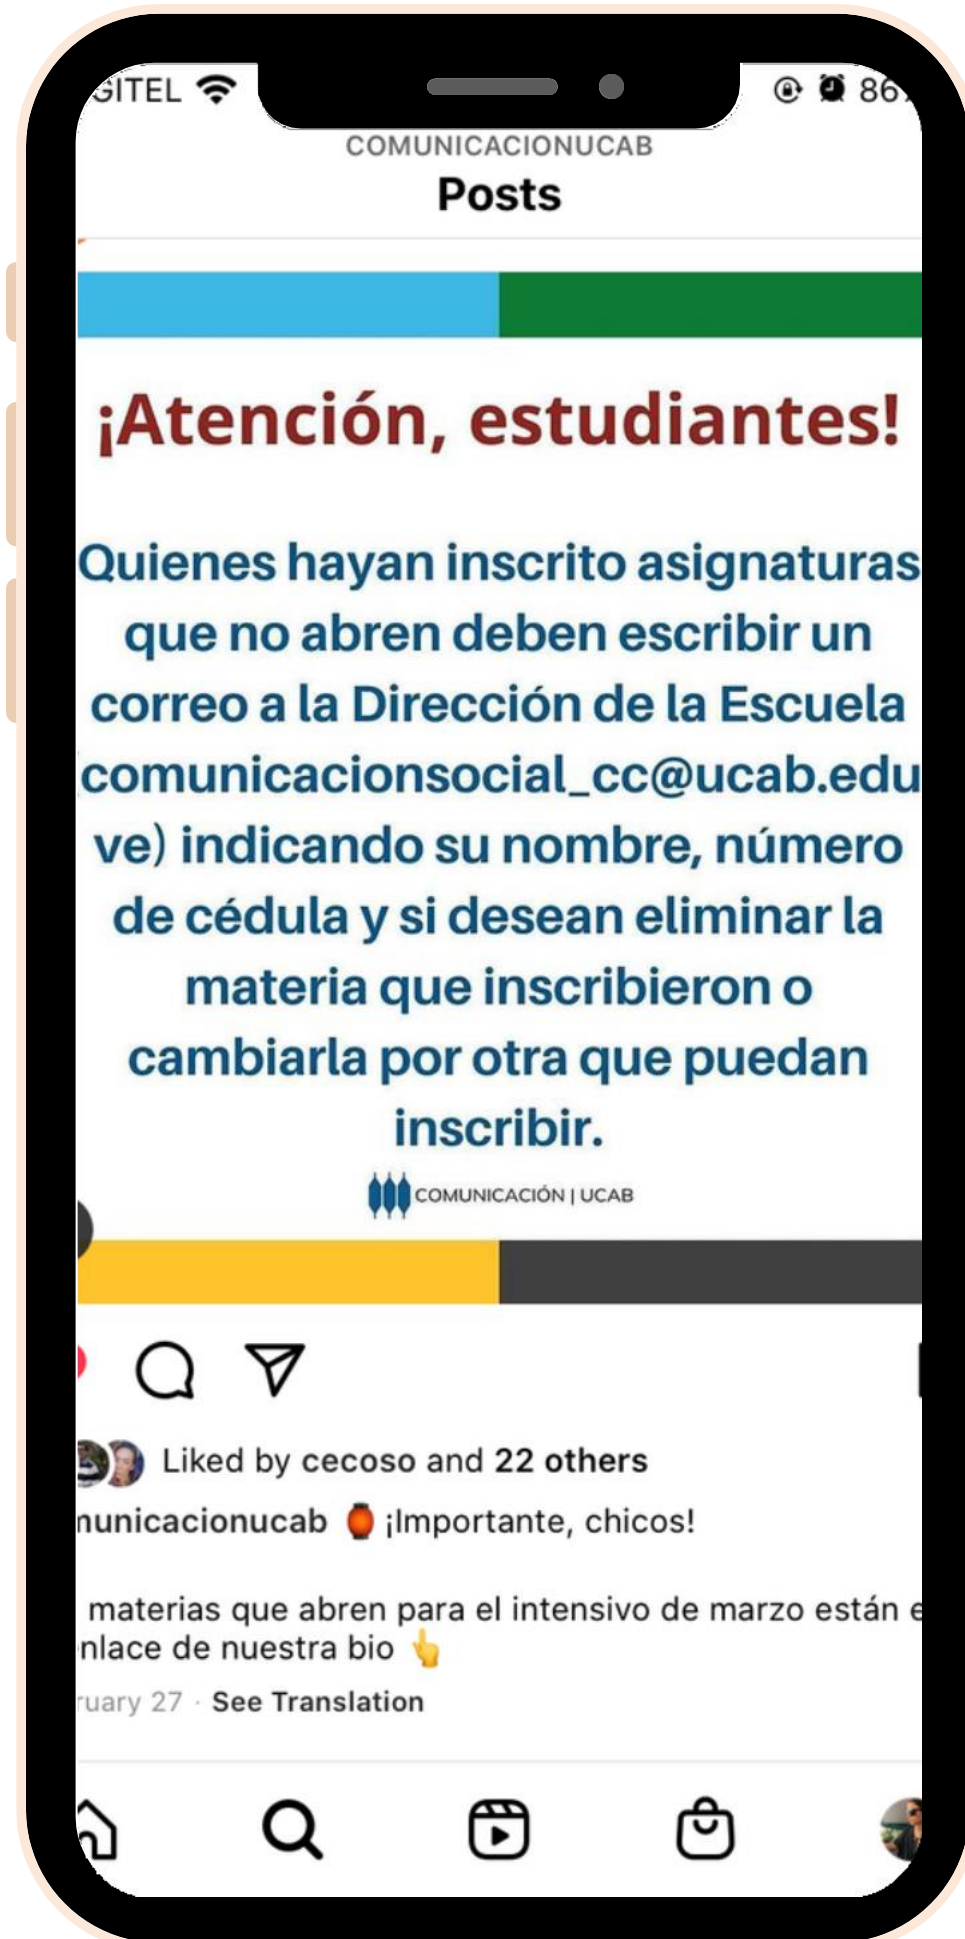 GITEL 86
COMUNICACIONUCAB
Posts
¡Atención, estudiantes!
Quienes hayan inscrito asignaturas
que no abren deben escribir un
correo a la Dirección de la Escuela
comunicacionsocial_cc@ucab.edu
ve) indicando su nombre, número
de cédula y si desean eliminar la
materia que inscribieron o
cambiarla por otra que puedan
inscribir.
COMUNICACIÓN | UCAB
Liked by cecoso and 22 others
municacionucab 🏮 ¡Importante, chicos!
materias que abren para el intensivo de marzo están e
nlace de nuestra bio 👆
ruary 27 · See Translation